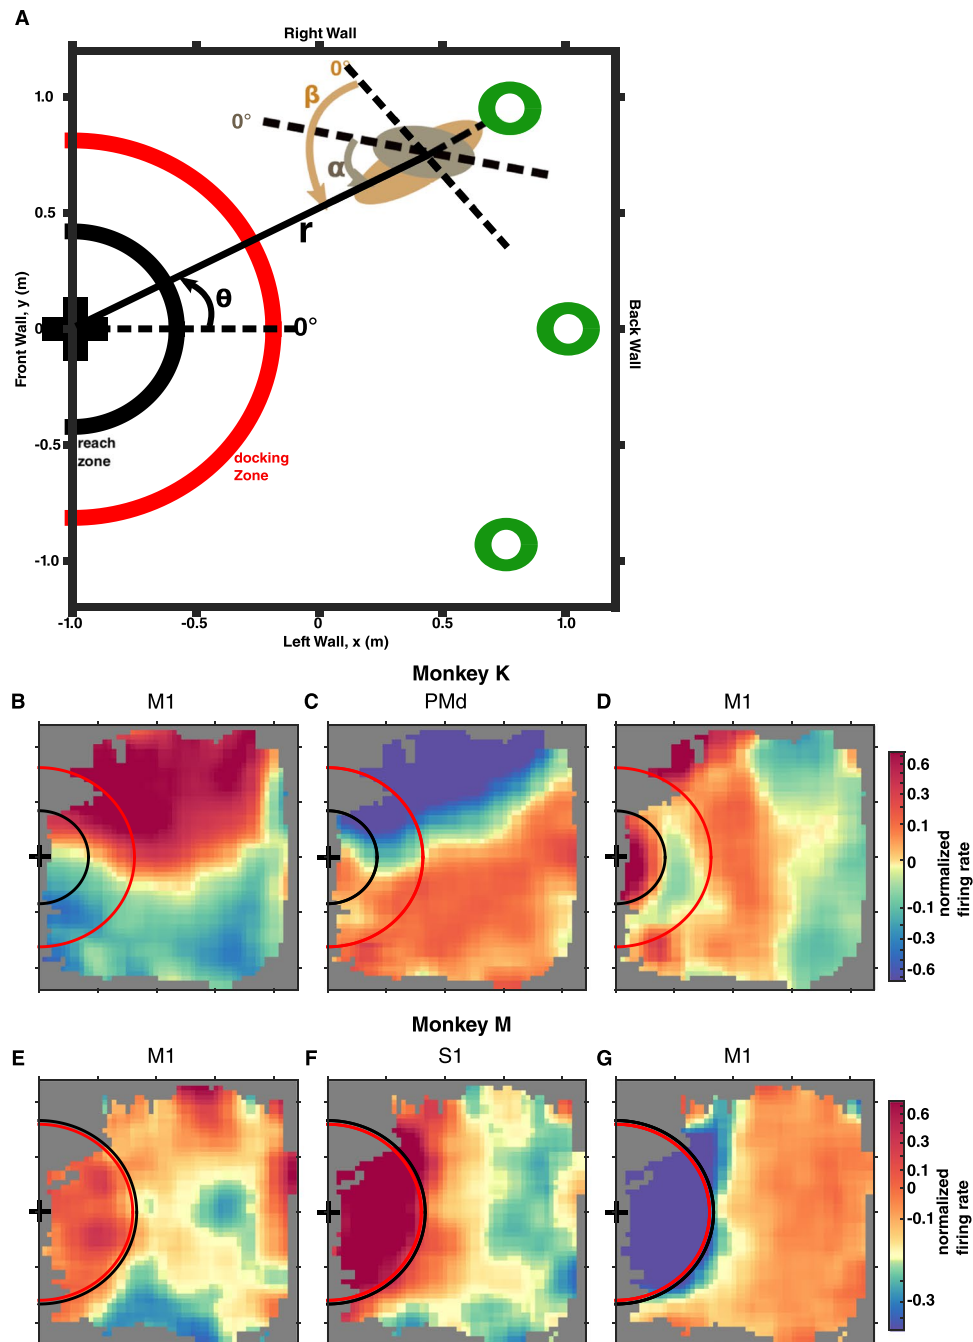 A
Right Wall
0°
β
1.0
0°
α
0.5
r
θ
Front Wall, y (m)
0
0°
Back Wall
-0.5
reach
zone
docking
Zone
-1.0
-1.0
-0.5
0
0.5
1.0
Left Wall, x (m)
Monkey K
B
M1
C
PMd
D
M1
0.6
0.3
0.1
0
-0.1
-0.3
-0.6
normalized
firing rate
Monkey M
E
M1
F
S1
G
M1
0.6
0.3
0.1
0
-0.1
-0.3
normalized
firing rate